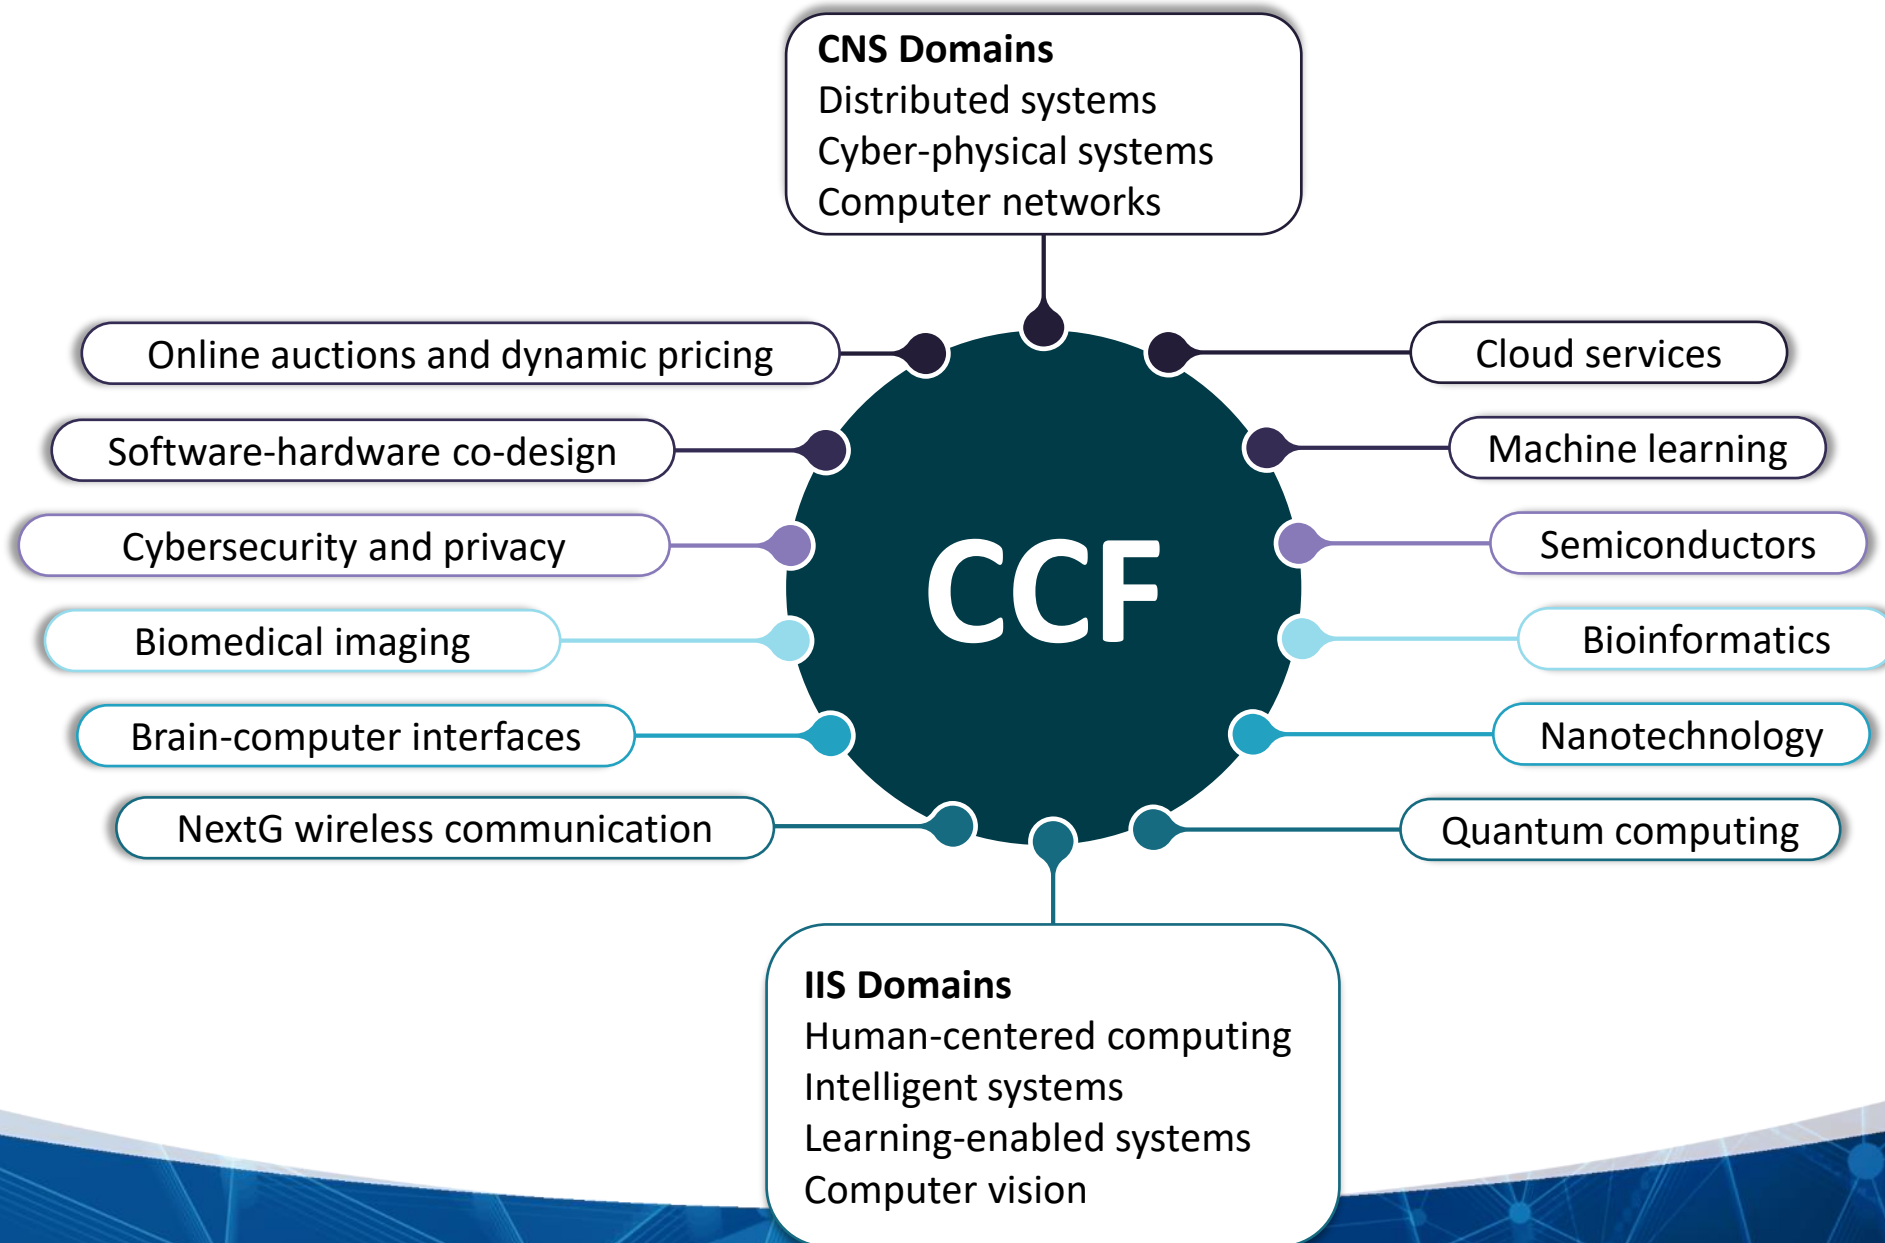 CNS Domains
Distributed systems
Cyber-physical systems
Computer networks
Online auctions and dynamic pricing
Cloud services
Software-hardware co-design
Machine learning
Cybersecurity and privacy
Semiconductors
CCF
Biomedical imaging
Bioinformatics
Brain-computer interfaces
Nanotechnology
NextG wireless communication
Quantum computing
IIS Domains
Human-centered computing
Intelligent systems
Learning-enabled systems
Computer vision